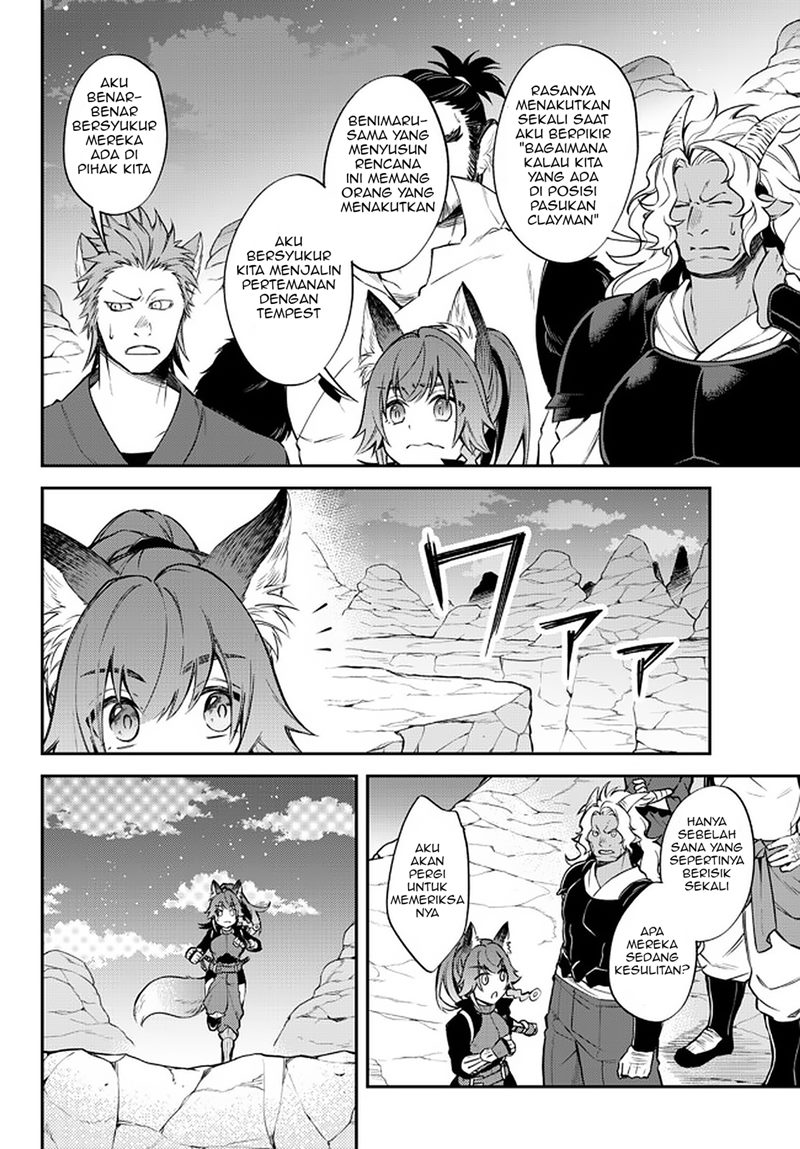 RASANYA
MENAKUTKAN
SEKALI SAAT
AKU BERPIKIR
"BAGAIMANA
KALAU KITA
YANG ADA
DI POSISI
PASUKAN
CLAYMAN"
BENIMARU-
SAMA YANG
MENYUSUN
RENCANA
INI MEMANG
ORANG YANG
MENAKUTKAN
AKU
BERSYUKUR
KITA MENJALIN
PERTEMANAN
DENGAN
TEMPEST
AKU
BENAR-
BENAR
BERSYUKUR
MEREKA
ADA DI
PIHAK KITA
ワァァ
HANYA
SEBELAH
SANA YANG
SEPERTINYA
BERISIK
SEKALI
APA
MEREKA
SEDANG
KESULITAN?
AKU
AKAN
PERGI
UNTUK
MEMERIKSA
NYA